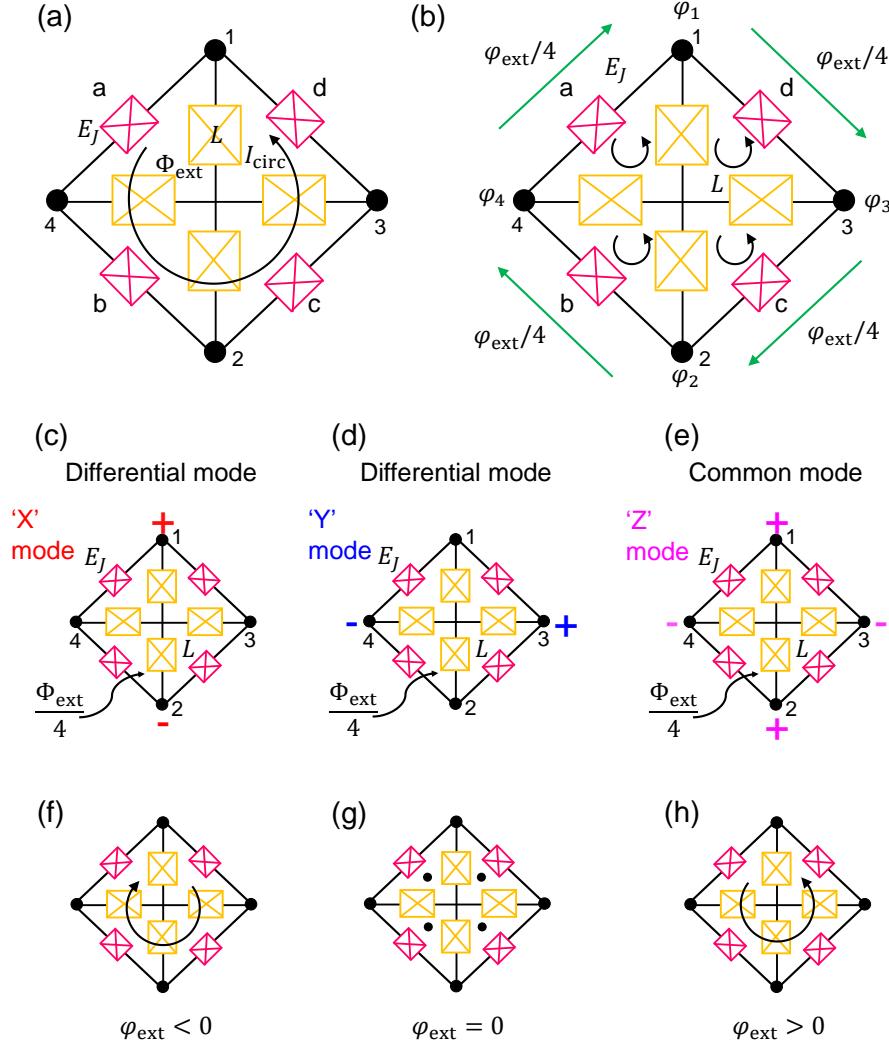 (a)
1
a
d
E_J
L
Φ_ext
I_circ
4
3
b
c
2
(b)
φ_1
φ_ext/4
φ_ext/4
1
E_J
a
d
L
φ_4
φ_3
4
3
b
c
φ_ext/4
φ_ext/4
2
φ_2
(c)
Differential mode
'X'
mode
+
1
E_J
4
3
L
Φ_ext/4
2
-
(d)
Differential mode
'Y'
mode
1
E_J
-
+
4
3
L
Φ_ext/4
2
(e)
Common mode
'Z'
mode
+
1
E_J
-
-
4
3
L
Φ_ext/4
2
+
(f)
φ_ext < 0
(g)
φ_ext = 0
(h)
φ_ext > 0